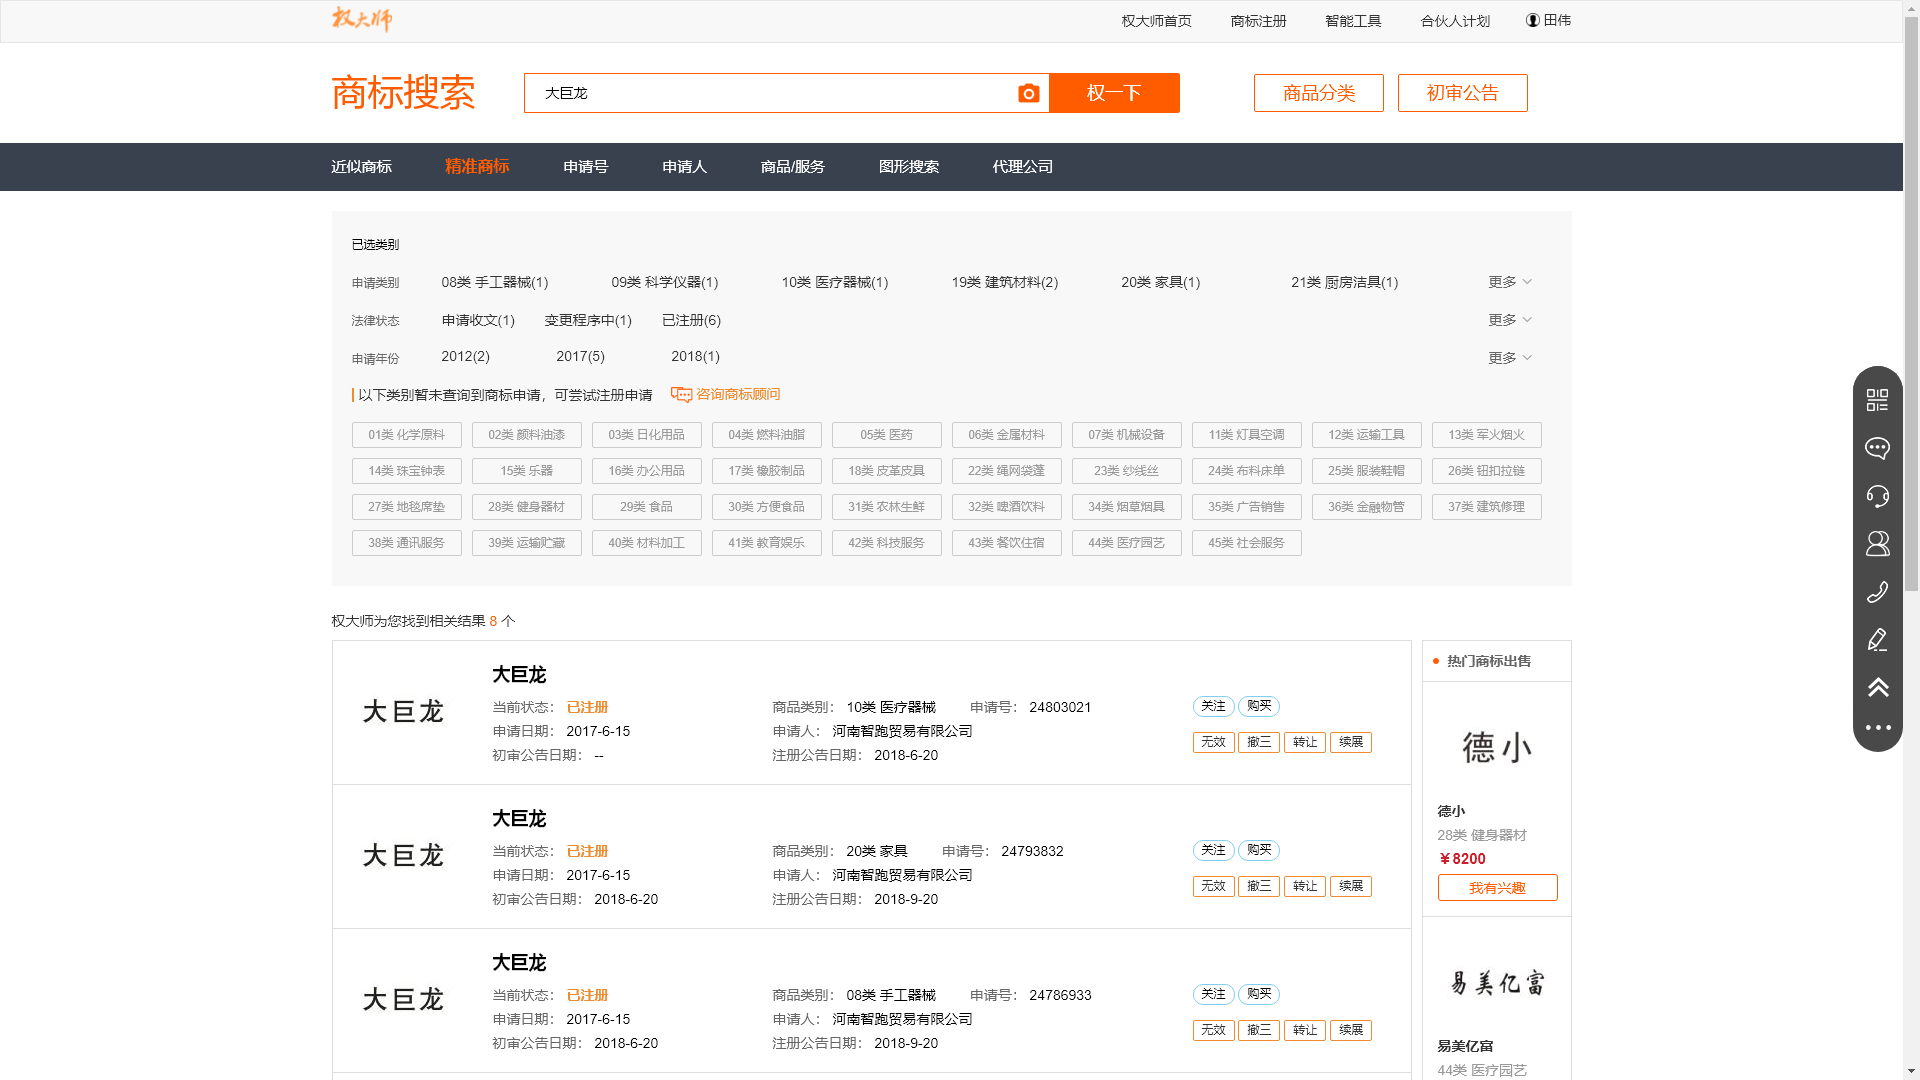 权大师
权大师首页 商标注册 智能工具 合伙人计划 田伟
商标搜索 大巨龙 权一下 商品分类 初审公告
近似商标 精准商标 申请号 申请人 商品/服务 图形搜索 代理公司
已选类别
申请类别 08类 手工器械(1) 09类 科学仪器(1) 10类 医疗器械(1) 19类 建筑材料(2) 20类 家具(1) 21类 厨房洁具(1) 更多
法律状态 申请收文(1) 变更程序中(1) 已注册(6) 更多
申请年份 2012(2) 2017(5) 2018(1) 更多
以下类别暂未查询到商标申请，可尝试注册申请 咨询商标顾问
01类 化学原料 02类 颜料油漆 03类 日化用品 04类 燃料油脂 05类 医药 06类 金属材料 07类 机械设备 11类 灯具空调 12类 运输工具 13类 军火烟火
14类 珠宝钟表 15类 乐器 16类 办公用品 17类 橡胶制品 18类 皮革皮具 22类 绳网袋蓬 23类 纱线丝 24类 布料床单 25类 服装鞋帽 26类 钮扣拉链
27类 地毯席垫 28类 健身器材 29类 食品 30类 方便食品 31类 农林生鲜 32类 啤酒饮料 34类 烟草烟具 35类 广告销售 36类 金融物管 37类 建筑修理
38类 通讯服务 39类 运输贮藏 40类 材料加工 41类 教育娱乐 42类 科技服务 43类 餐饮住宿 44类 医疗园艺 45类 社会服务
权大师为您找到相关结果 8 个
大巨龙
大巨龙
当前状态： 已注册 商品类别： 10类 医疗器械 申请号： 24803021 关注 购买
申请日期： 2017-6-15 申请人： 河南智跑贸易有限公司 无效 撤三 转让 续展
初审公告日期： -- 注册公告日期： 2018-6-20
大巨龙
大巨龙
当前状态： 已注册 商品类别： 20类 家具 申请号： 24793832 关注 购买
申请日期： 2017-6-15 申请人： 河南智跑贸易有限公司 无效 撤三 转让 续展
初审公告日期： 2018-6-20 注册公告日期： 2018-9-20
大巨龙
大巨龙
当前状态： 已注册 商品类别： 08类 手工器械 申请号： 24786933 关注 购买
申请日期： 2017-6-15 申请人： 河南智跑贸易有限公司 无效 撤三 转让 续展
初审公告日期： 2018-6-20 注册公告日期： 2018-9-20
热门商标出售
德小
德小
28类 健身器材
￥8200
我有兴趣
易美亿富
易美亿富
44类 医疗园艺